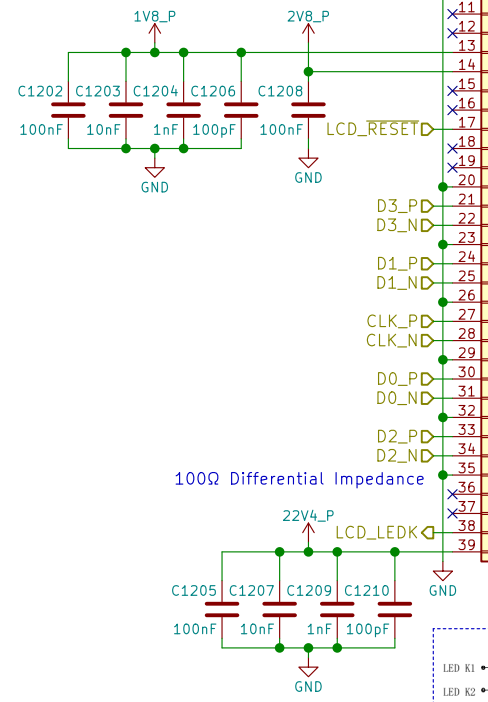 11
1V8_P
2V8_P
12
13
14
C1202 C1203 C1204 C1206 C1208
15
16
100nF 10nF 1nF 100pF 100nF
LCD_RESET
17
18
GND
19
GND
20
D3_P
21
D3_N
22
23
D1_P
24
D1_N
25
26
CLK_P
27
CLK_N
28
29
D0_P
30
D0_N
31
32
D2_P
33
D2_N
34
35
100Ω Differential Impedance
36
37
22V4_P
LCD_LEDK
38
39
C1205 C1207 C1209 C1210
GND
100nF 10nF 1nF 100pF
LED K1
GND
LED K2